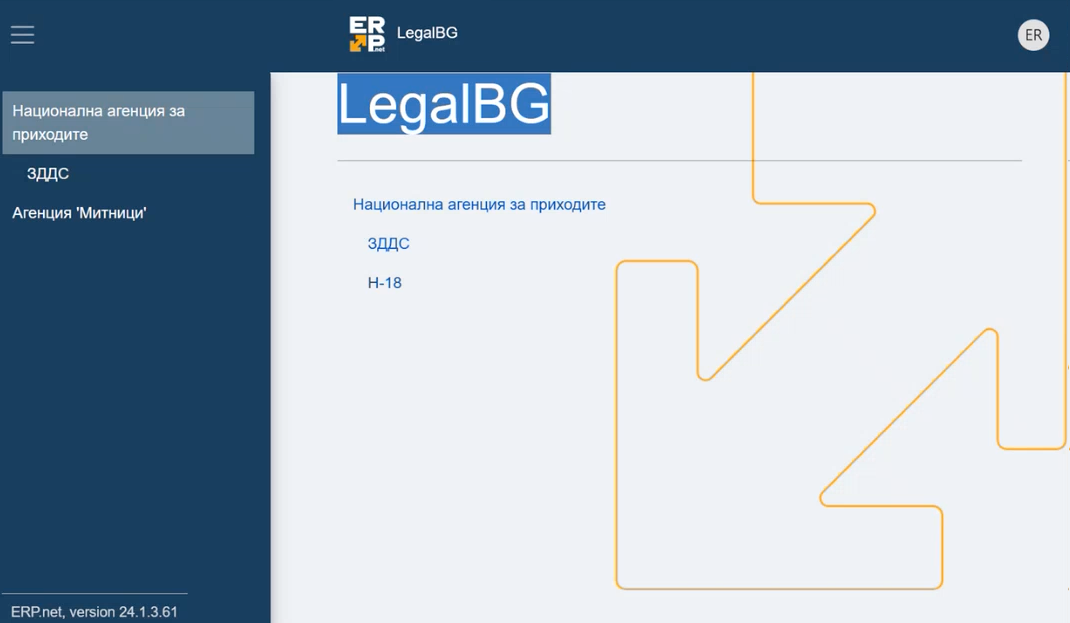 ERP.net
LegalBG
ER
Национална агенция за
приходите
ЗДДС
Агенция 'Митници'
LegalBG
Национална агенция за приходите
ЗДДС
Н-18
ERP.net, version 24.1.3.61